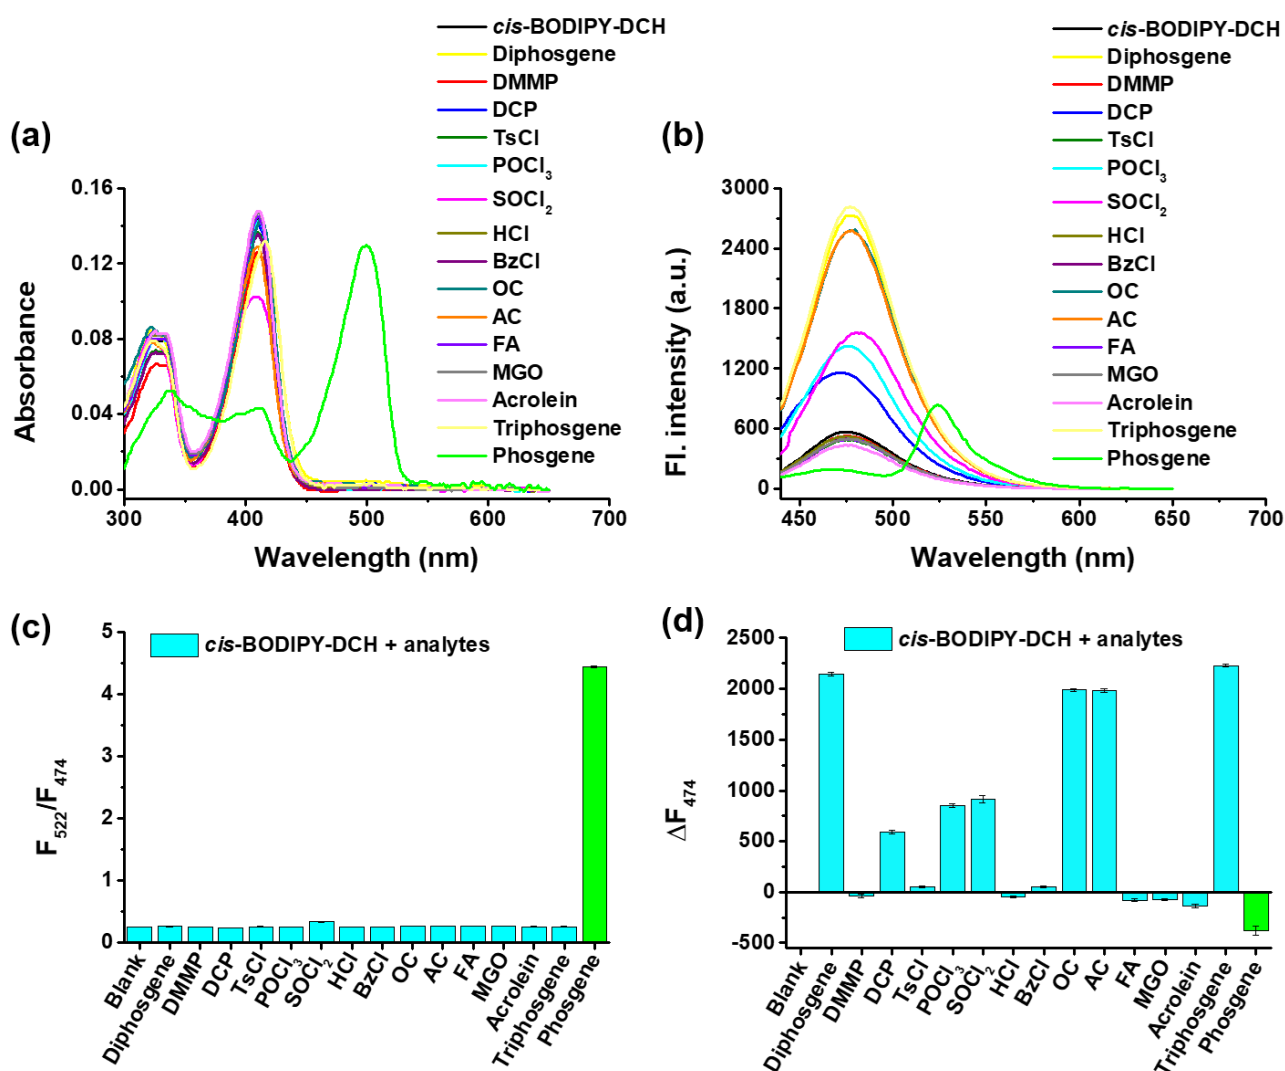 (a)
cis-BODIPY-DCH
Diphosgene
DMMP
DCP
TsCl
POCl3
SOCl2
HCl
BzCl
OC
AC
FA
MGO
Acrolein
Triphosgene
Phosgene
0.16
0.12
0.08
0.04
0.00
Absorbance
300 400 500 600 700
Wavelength (nm)
(b)
cis-BODIPY-DCH
Diphosgene
DMMP
DCP
TsCl
POCl3
SOCl2
HCl
BzCl
OC
AC
FA
MGO
Acrolein
Triphosgene
Phosgene
3000
2400
1800
1200
600
0
Fl. intensity (a.u.)
450 500 550 600 650 700
Wavelength (nm)
(c)
cis-BODIPY-DCH + analytes
5
4
3
2
1
0
F522/F474
Blank
Diphosgene
DMMP
DCP
TsCl
POCl3
SOCl2
HCl
BzCl
OC
AC
FA
MGO
Acrolein
Triphosgene
Phosgene
(d)
cis-BODIPY-DCH + analytes
2500
2000
1500
1000
500
0
-500
ΔF474
Blank
Diphosgene
DMMP
DCP
TsCl
POCl3
SOCl2
HCl
BzCl
OC
AC
FA
MGO
Acrolein
Triphosgene
Phosgene